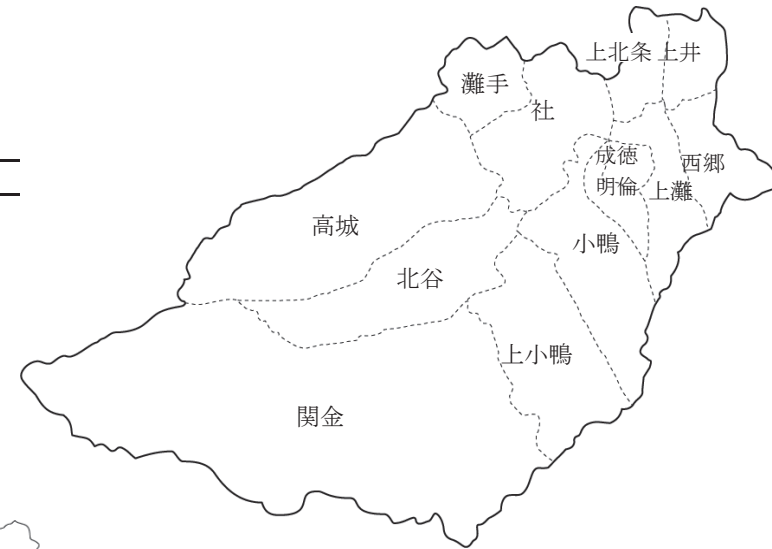 上北条
上井
灘手
社
成徳
西郷
明倫
上灘
高城
小鴨
北谷
上小鴨
関金